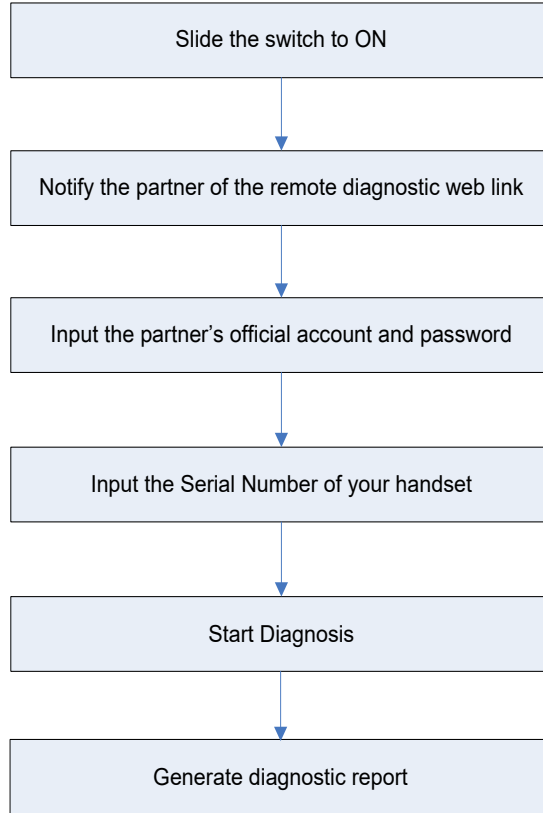 Slide the switch to ON
Notify the partner of the remote diagnostic web link
Input the partner’s official account and password
Input the Serial Number of your handset
Start Diagnosis
Generate diagnostic report